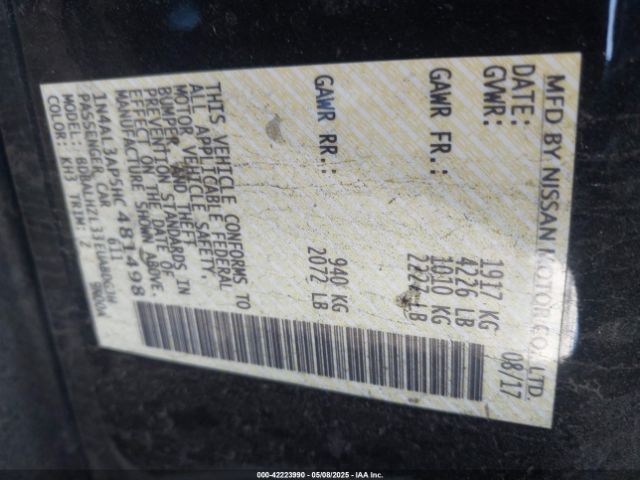 MFD BY NISSAN MOTOR CO., LTD.
DATE: 08/17
GVWR: 1917 KG
4226 LB
GAWR FR.: 1010 KG
2227 LB
GAWR RR.: 940 KG
2072 LB
THIS VEHICLE CONFORMS TO
ALL APPLICABLE FEDERAL
MOTOR VEHICLE SAFETY,
BUMPER, AND THEFT
PREVENTION STANDARDS IN
EFFECT ON THE DATE OF
MANUFACTURE SHOWN ABOVE.
1N4AL3AP5HC481498
PASSENGER CAR 611
MODEL:
COLOR: KH3 TRIM: Z
000-42223990 05/08/2025 IAA Inc.